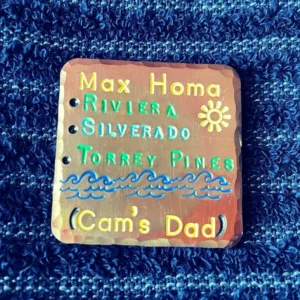 Max Homa
• RIVIERA
• SILVERADO
• TORREY PINES
(Cam's Dad)